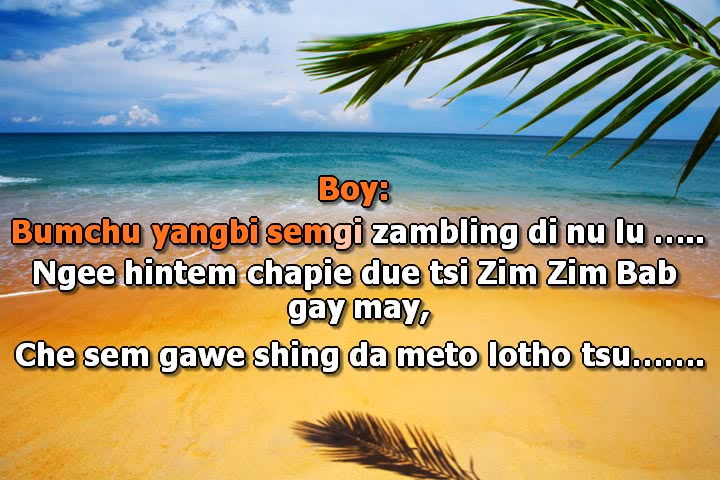 Boy:
Bumchu yangbi semgi zambling di nu lu .....
Ngee hintem chapie due tsi Zim Zim Bab
gay may,
Che sem gawe shing da meto lotho tsu.......